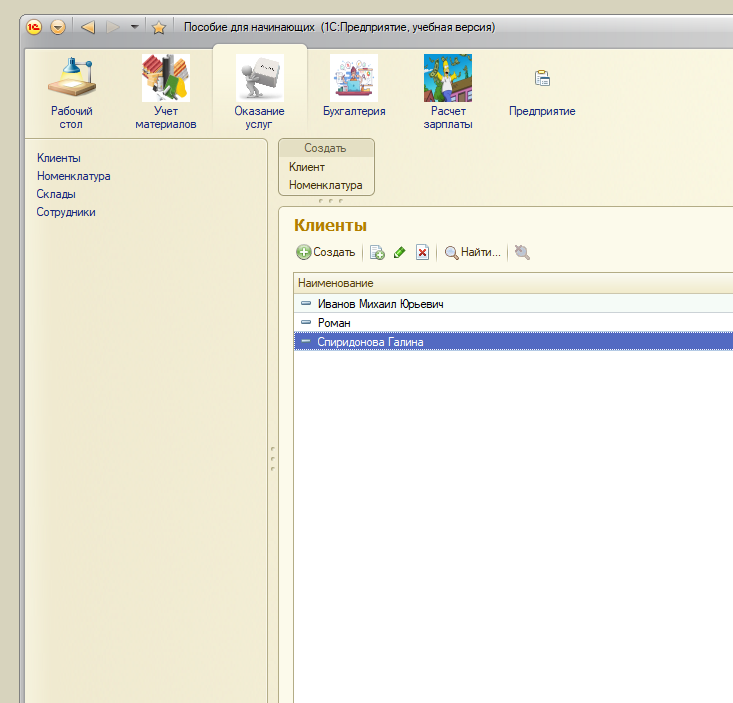 Пособие для начинающих (1С:Предприятие, учебная версия)
Рабочий
стол
Учет
материалов
Оказание
услуг
Бухгалтерия
Расчет
зарплаты
Предприятие
Клиенты
Номенклатура
Склады
Сотрудники
Создать
Клиент
Номенклатура
Клиенты
Создать
Найти...
Наименование
Иванов Михаил Юрьевич
Роман
Спиридонова Галина